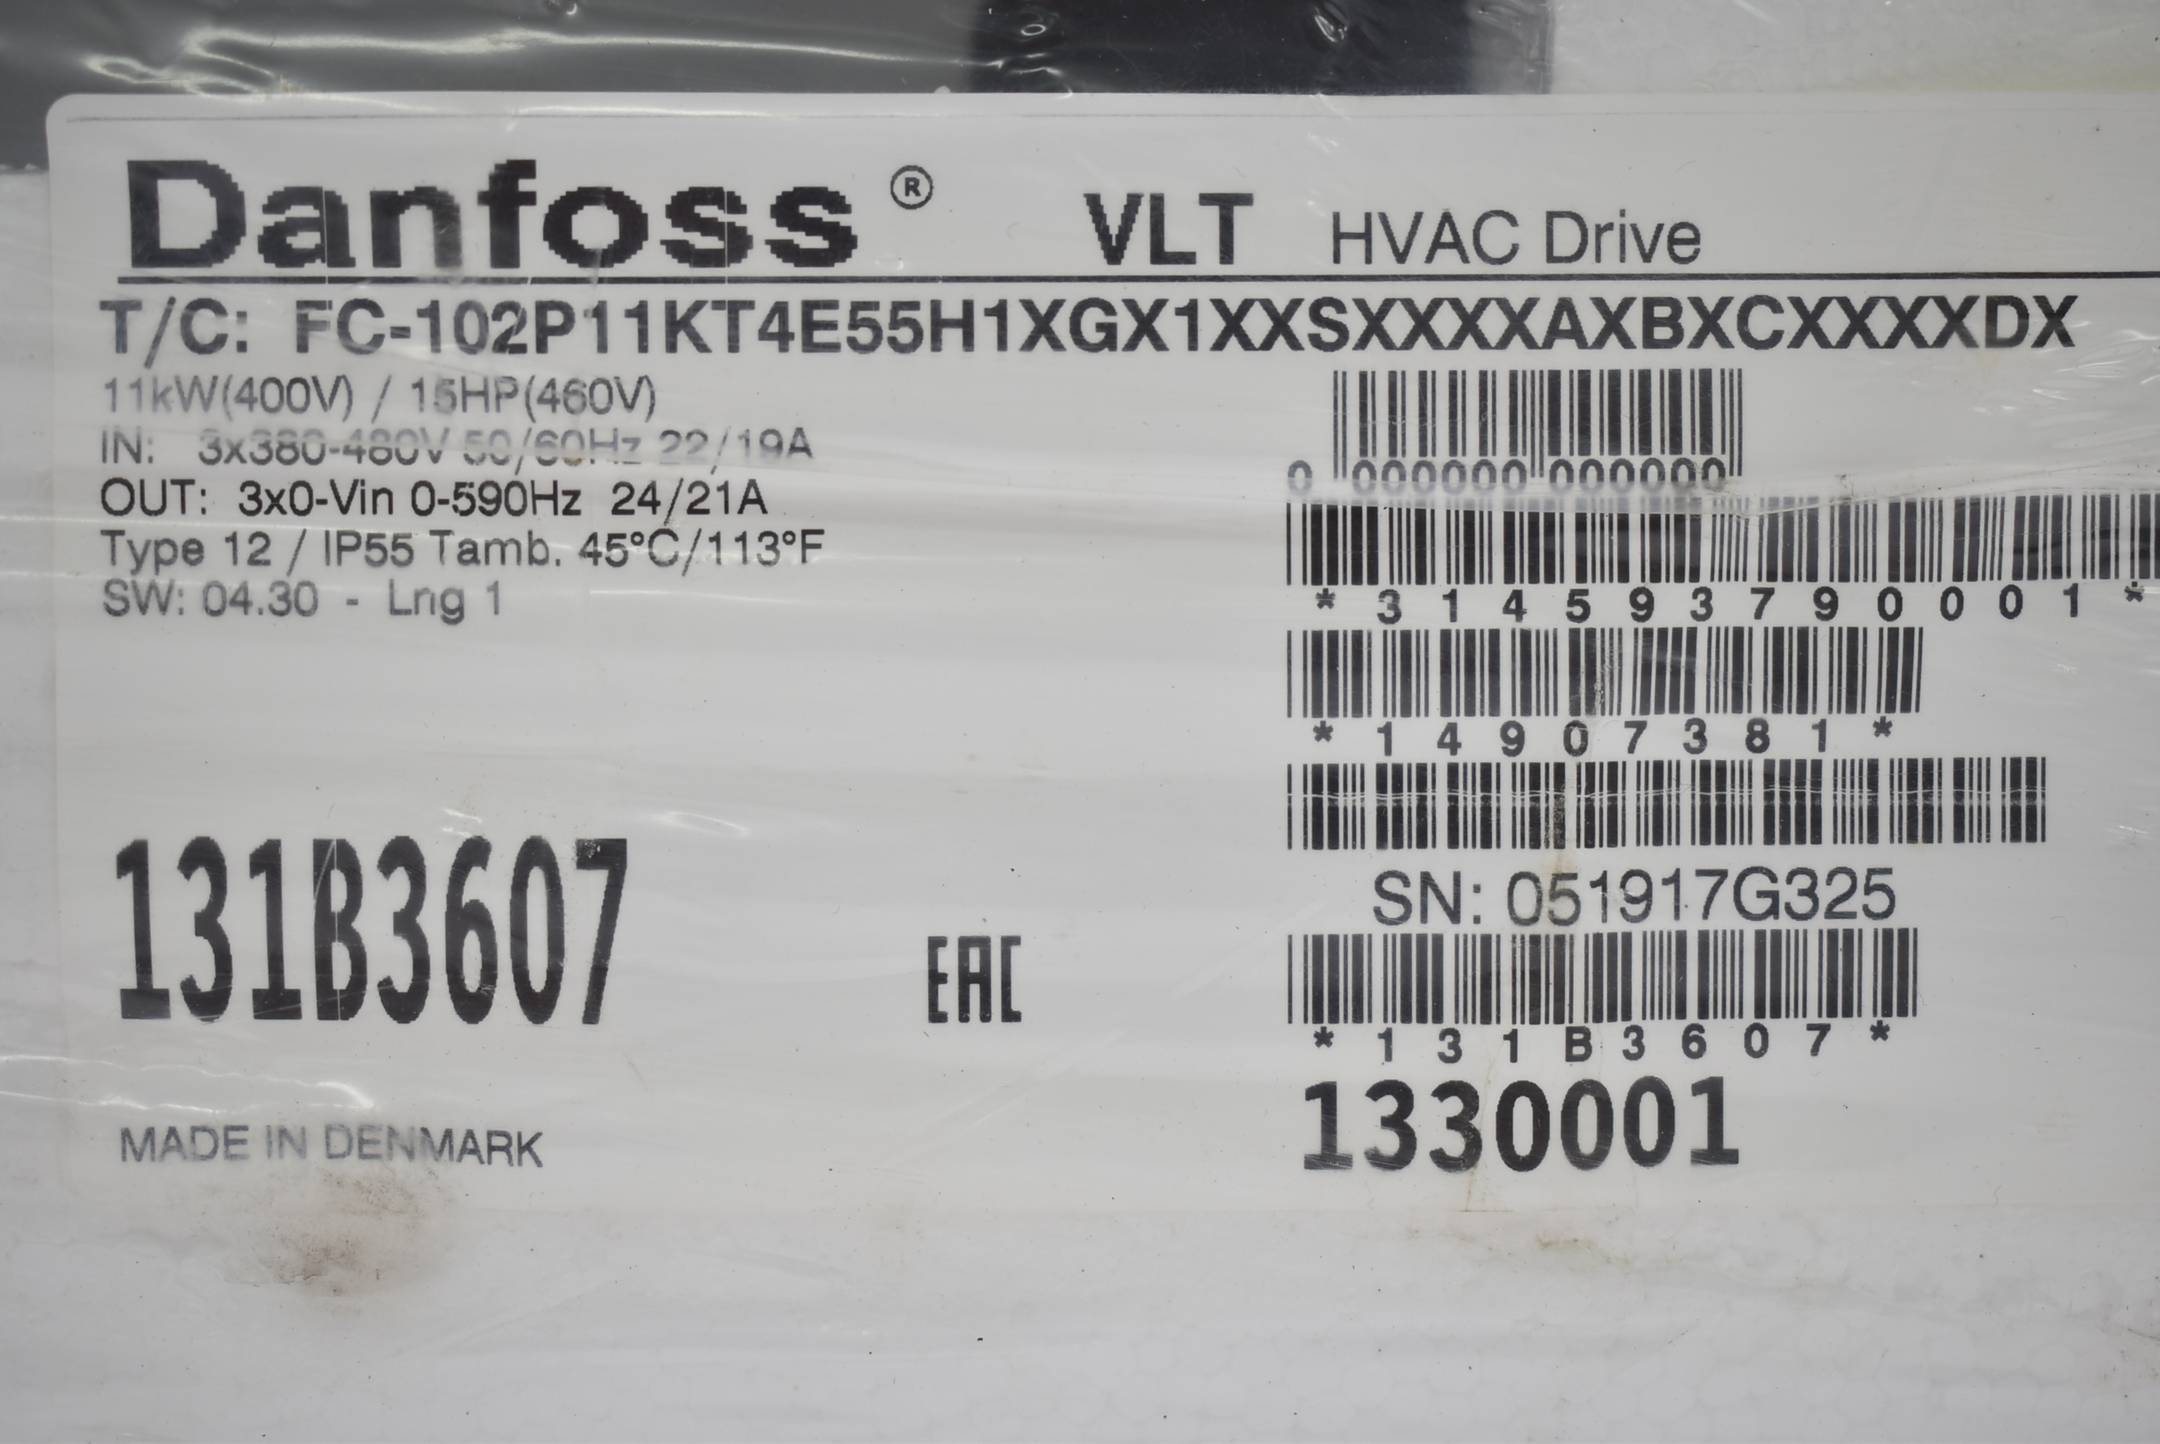 Danfoss® VLT HVAC Drive
T/C: FC-102P11KT4E55H1XGX1XXSXXXXAXBXCXXXXDX
11kW(400V) / 15HP(460V)
IN: 3x380-480V 50/60Hz 22/19A
OUT: 3x0-Vin 0-590Hz 24/21A
Type 12 / IP55 Tamb. 45°C/113°F
SW: 04.30 - Lng 1
0 000000 000000
*314593790001*
*14907381*
SN: 051917G325
131B3607
EAC
*131B3607*
1330001
MADE IN DENMARK